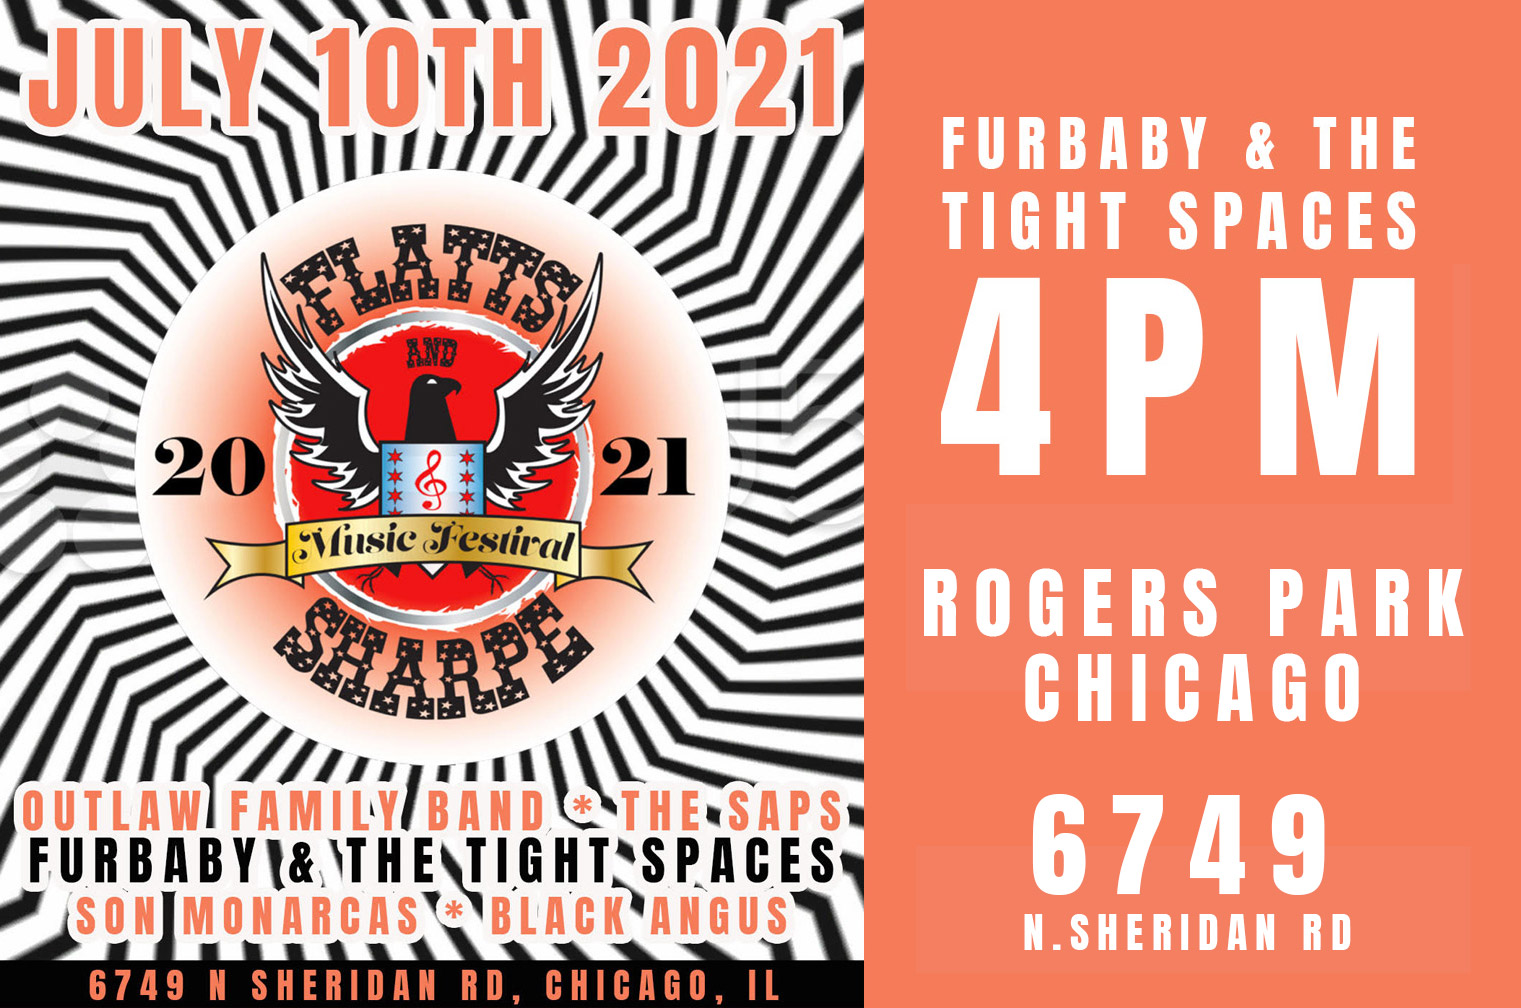 JULY 10TH 2021
FLATTS
AND
20 21
Music Festival
SHARPE
OUTLAW FAMILY BAND * THE SAPS
FURBABY & THE TIGHT SPACES
SON MONARCAS * BLACK ANGUS
6749 N SHERIDAN RD, CHICAGO, IL
FURBABY & THE
TIGHT SPACES
4PM
ROGERS PARK
CHICAGO
6749
N.SHERIDAN RD